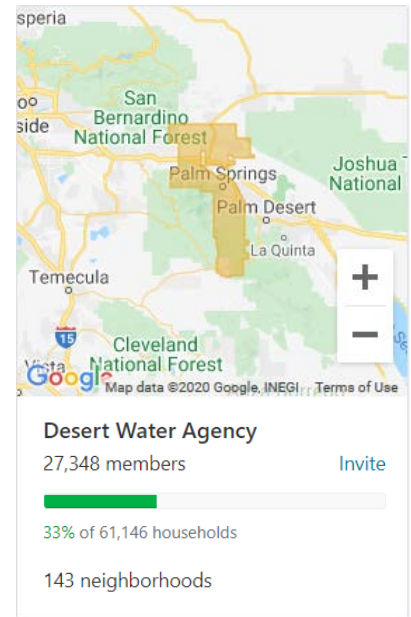 speria
San
Bernardino
National Forest
oo
side
Joshua T
National
Palm Springs
Palm Desert
La Quinta
+
Temecula
−
15
Cleveland
National Forest
Vista
Google
Map data ©2020 Google, INEGI Terms of Use
Desert Water Agency
27,348 members Invite
33% of 61,146 households
143 neighborhoods